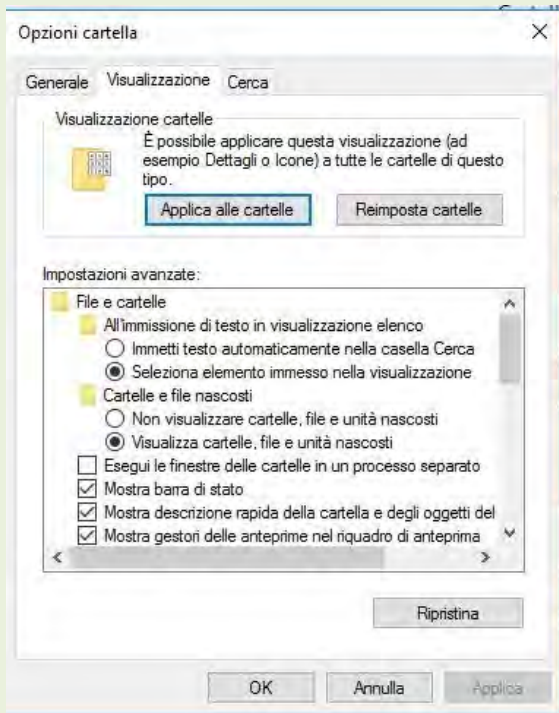 Opzioni cartella
Generale Visualizzazione Cerca
Visualizzazione cartelle
È possibile applicare questa visualizzazione (ad
esempio Dettagli o Icone) a tutte le cartelle di questo
tipo.
Applica alle cartelle Reimposta cartelle
Impostazioni avanzate:
File e cartelle
All'immissione di testo in visualizzazione elenco
Immetti testo automaticamente nella casella Cerca
Seleziona elemento immesso nella visualizzazione
Cartelle e file nascosti
Non visualizzare cartelle, file e unità nascosti
Visualizza cartelle, file e unità nascosti
Esegui le finestre delle cartelle in un processo separato
Mostra barra di stato
Mostra descrizione rapida della cartella e degli oggetti del
Mostra gestori delle anteprime nel riquadro di anteprima
Ripristina
OK Annulla Applica